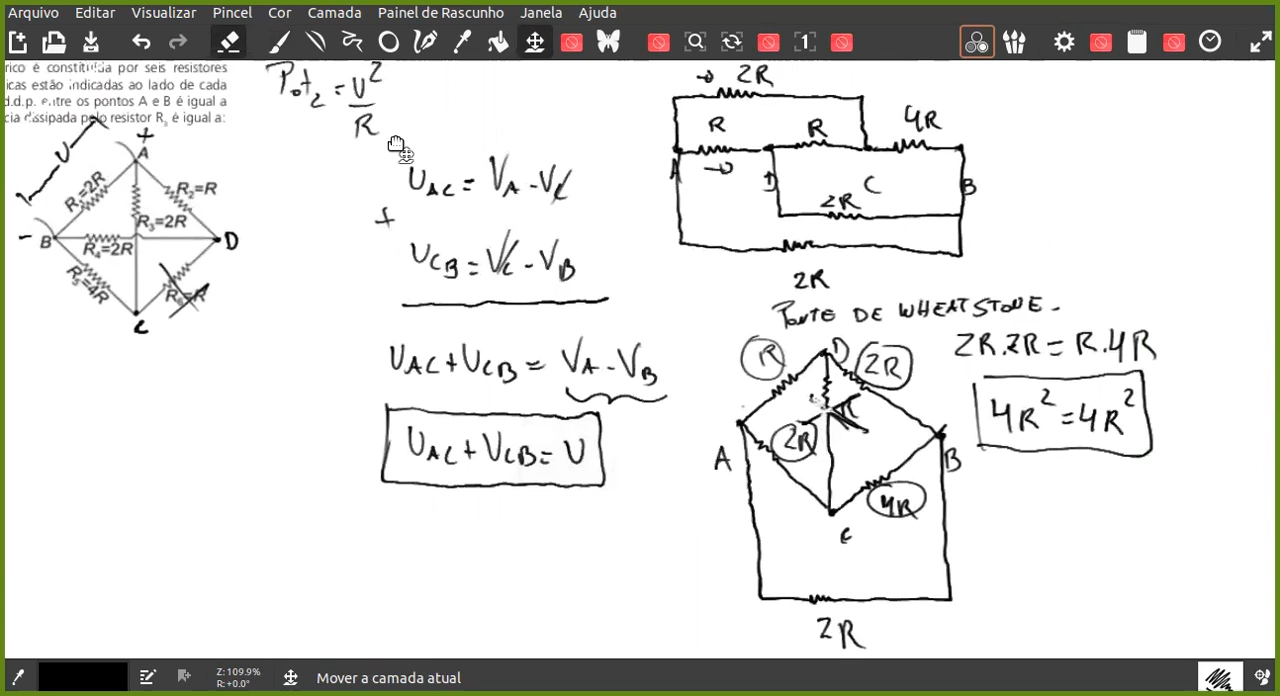 Arquivo Editar Visualizar Pincel Cor Camada Painel de Rascunho Janela Ajuda
rico é constituída por seis resistores
icas estão indicadas ao lado de cada
d.d.p. entre os pontos A e B é igual a
cia dissipada pelo resistor R é igual a:
Pot₂ = U²/R
U
+
A
R₁=2R
R₂=R
R₃=2R
- B
R₄=2R
D
R₅=4R
R₆=R
C
U_AC = V_A - V_C
+
U_CB = V_C - V_B
U_AC + U_CB = V_A - V_B
U_AC + U_CB = U
2R
R
R
4R
A
D
C
B
2R
2R
PONTE DE WHEATSTONE.
2R.2R = R.4R
4R² = 4R²
R
D
2R
2R
R
A
B
4R
C
2R
Z: 109.9%
R: +0.0°
Mover a camada atual
1